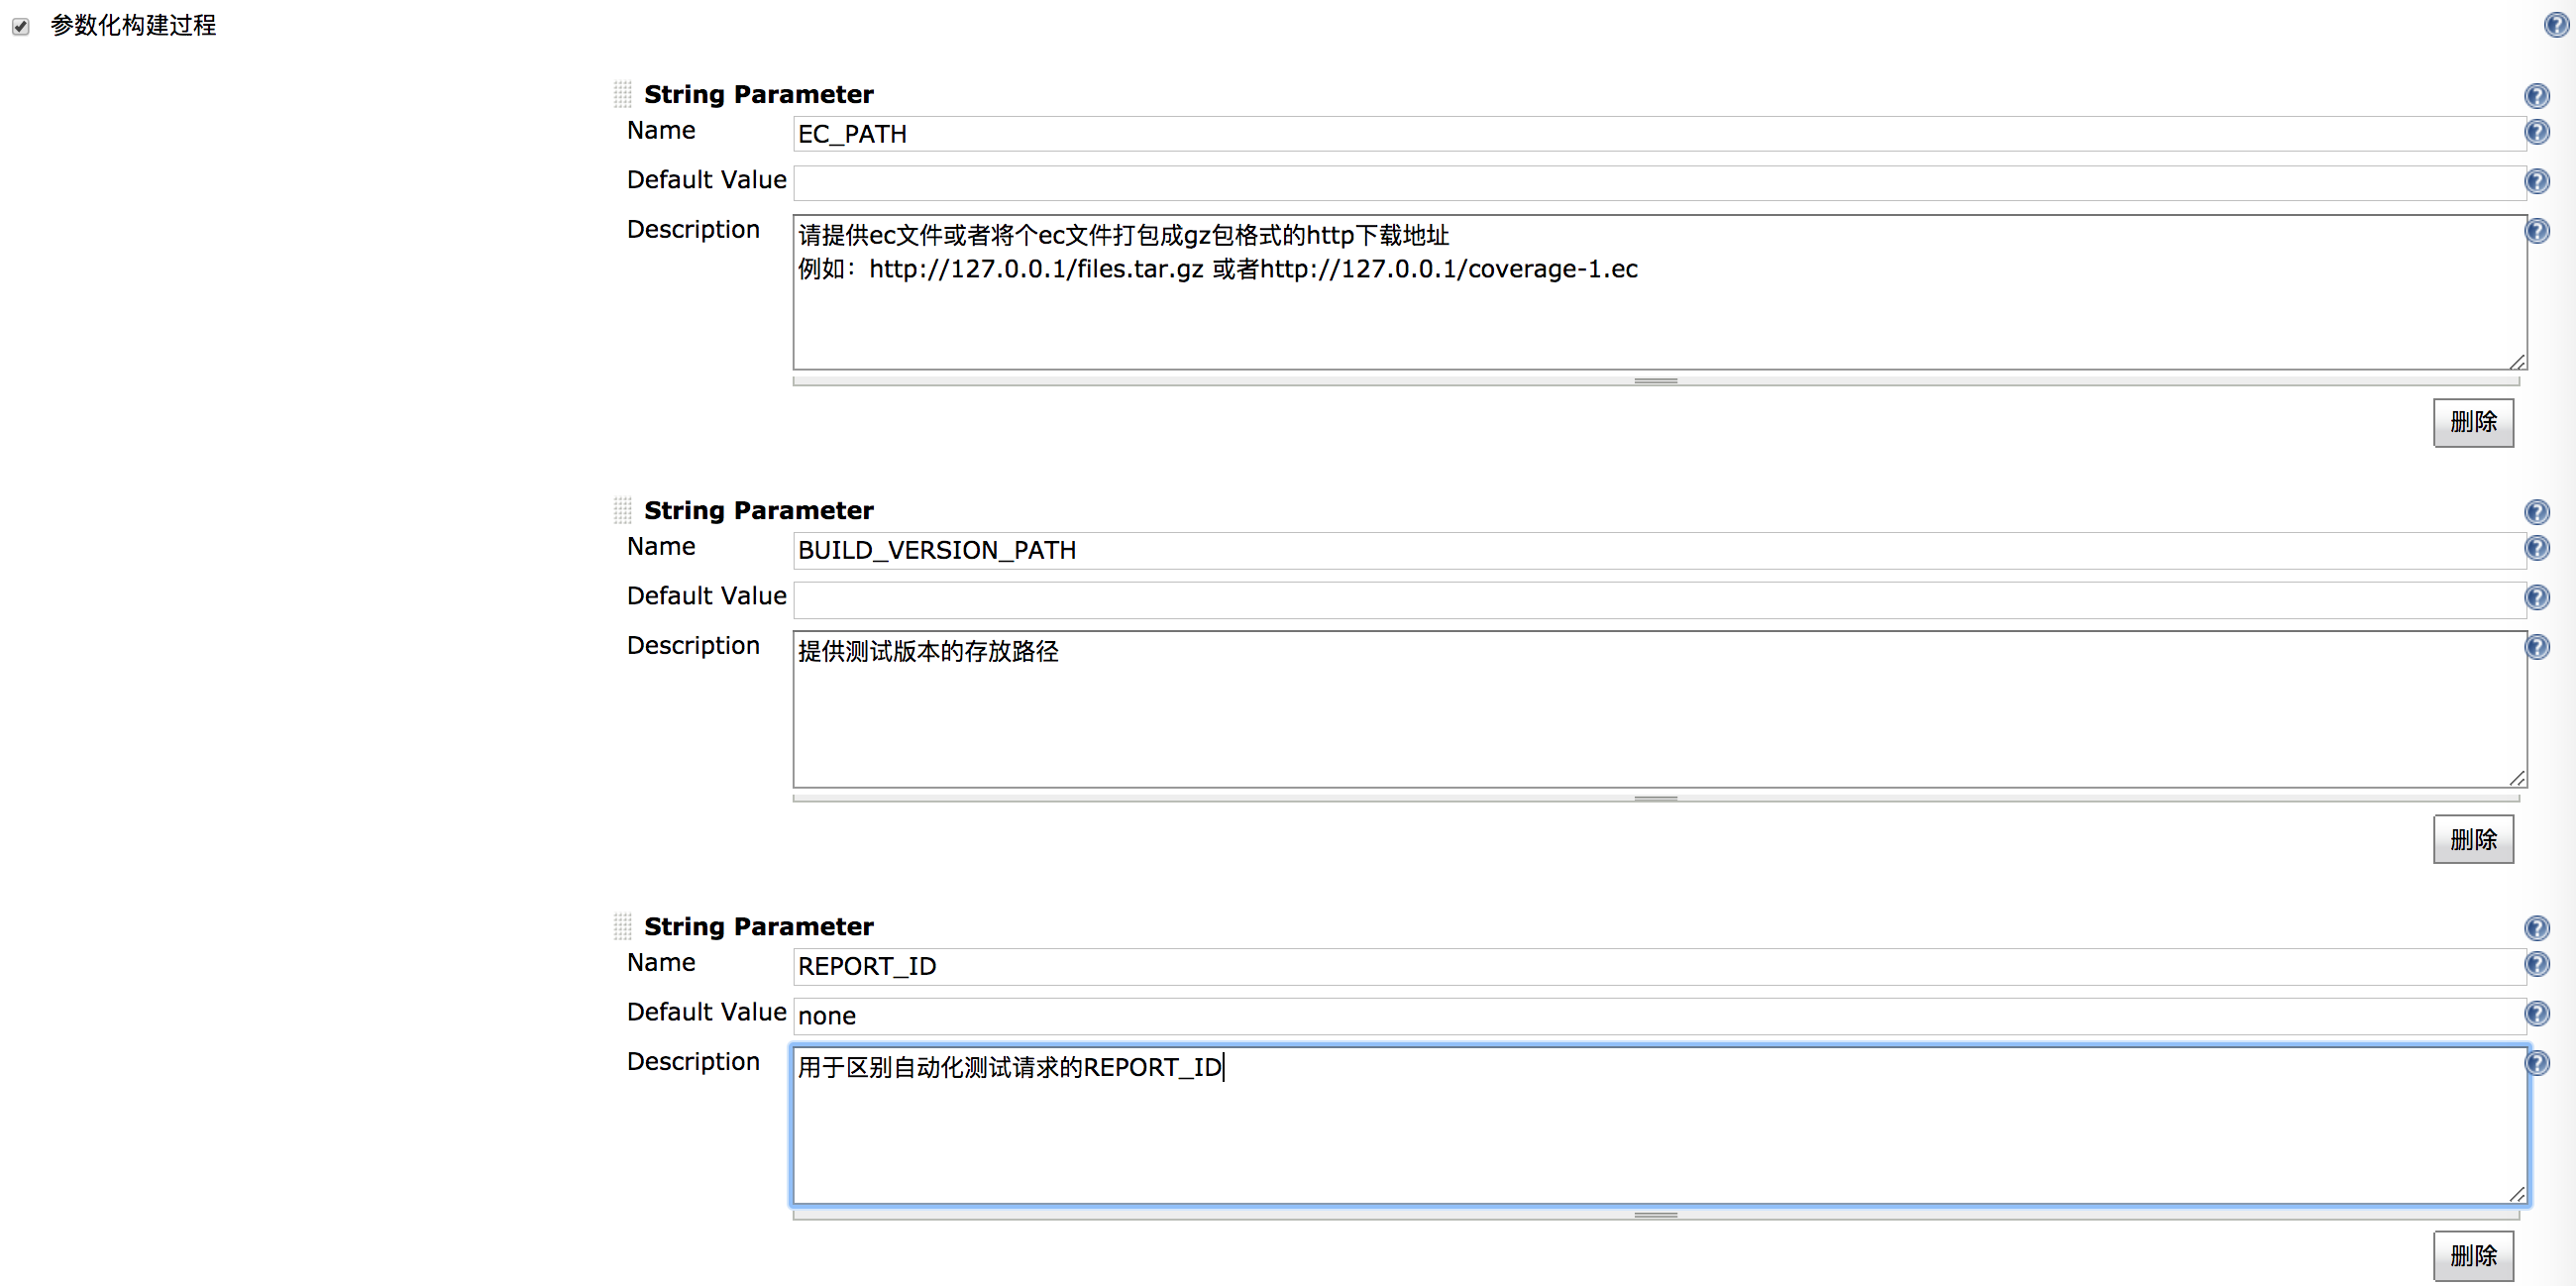 参数化构建过程
String Parameter
Name
EC_PATH
Default Value
Description
请提供ec文件或者将个ec文件打包成gz包格式的http下载地址
例如：http://127.0.0.1/files.tar.gz 或者http://127.0.0.1/coverage-1.ec
删除
String Parameter
Name
BUILD_VERSION_PATH
Default Value
Description
提供测试版本的存放路径
删除
String Parameter
Name
REPORT_ID
Default Value
none
Description
用于区别自动化测试请求的REPORT_ID
删除